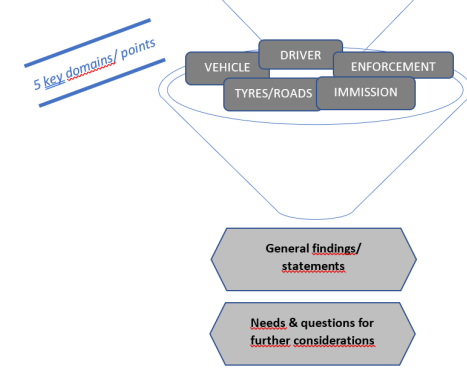 5 key domains/ points
DRIVER
VEHICLE
ENFORCEMENT
TYRES/ROADS
IMMISSION
General findings/
statements
Needs & questions for
further considerations